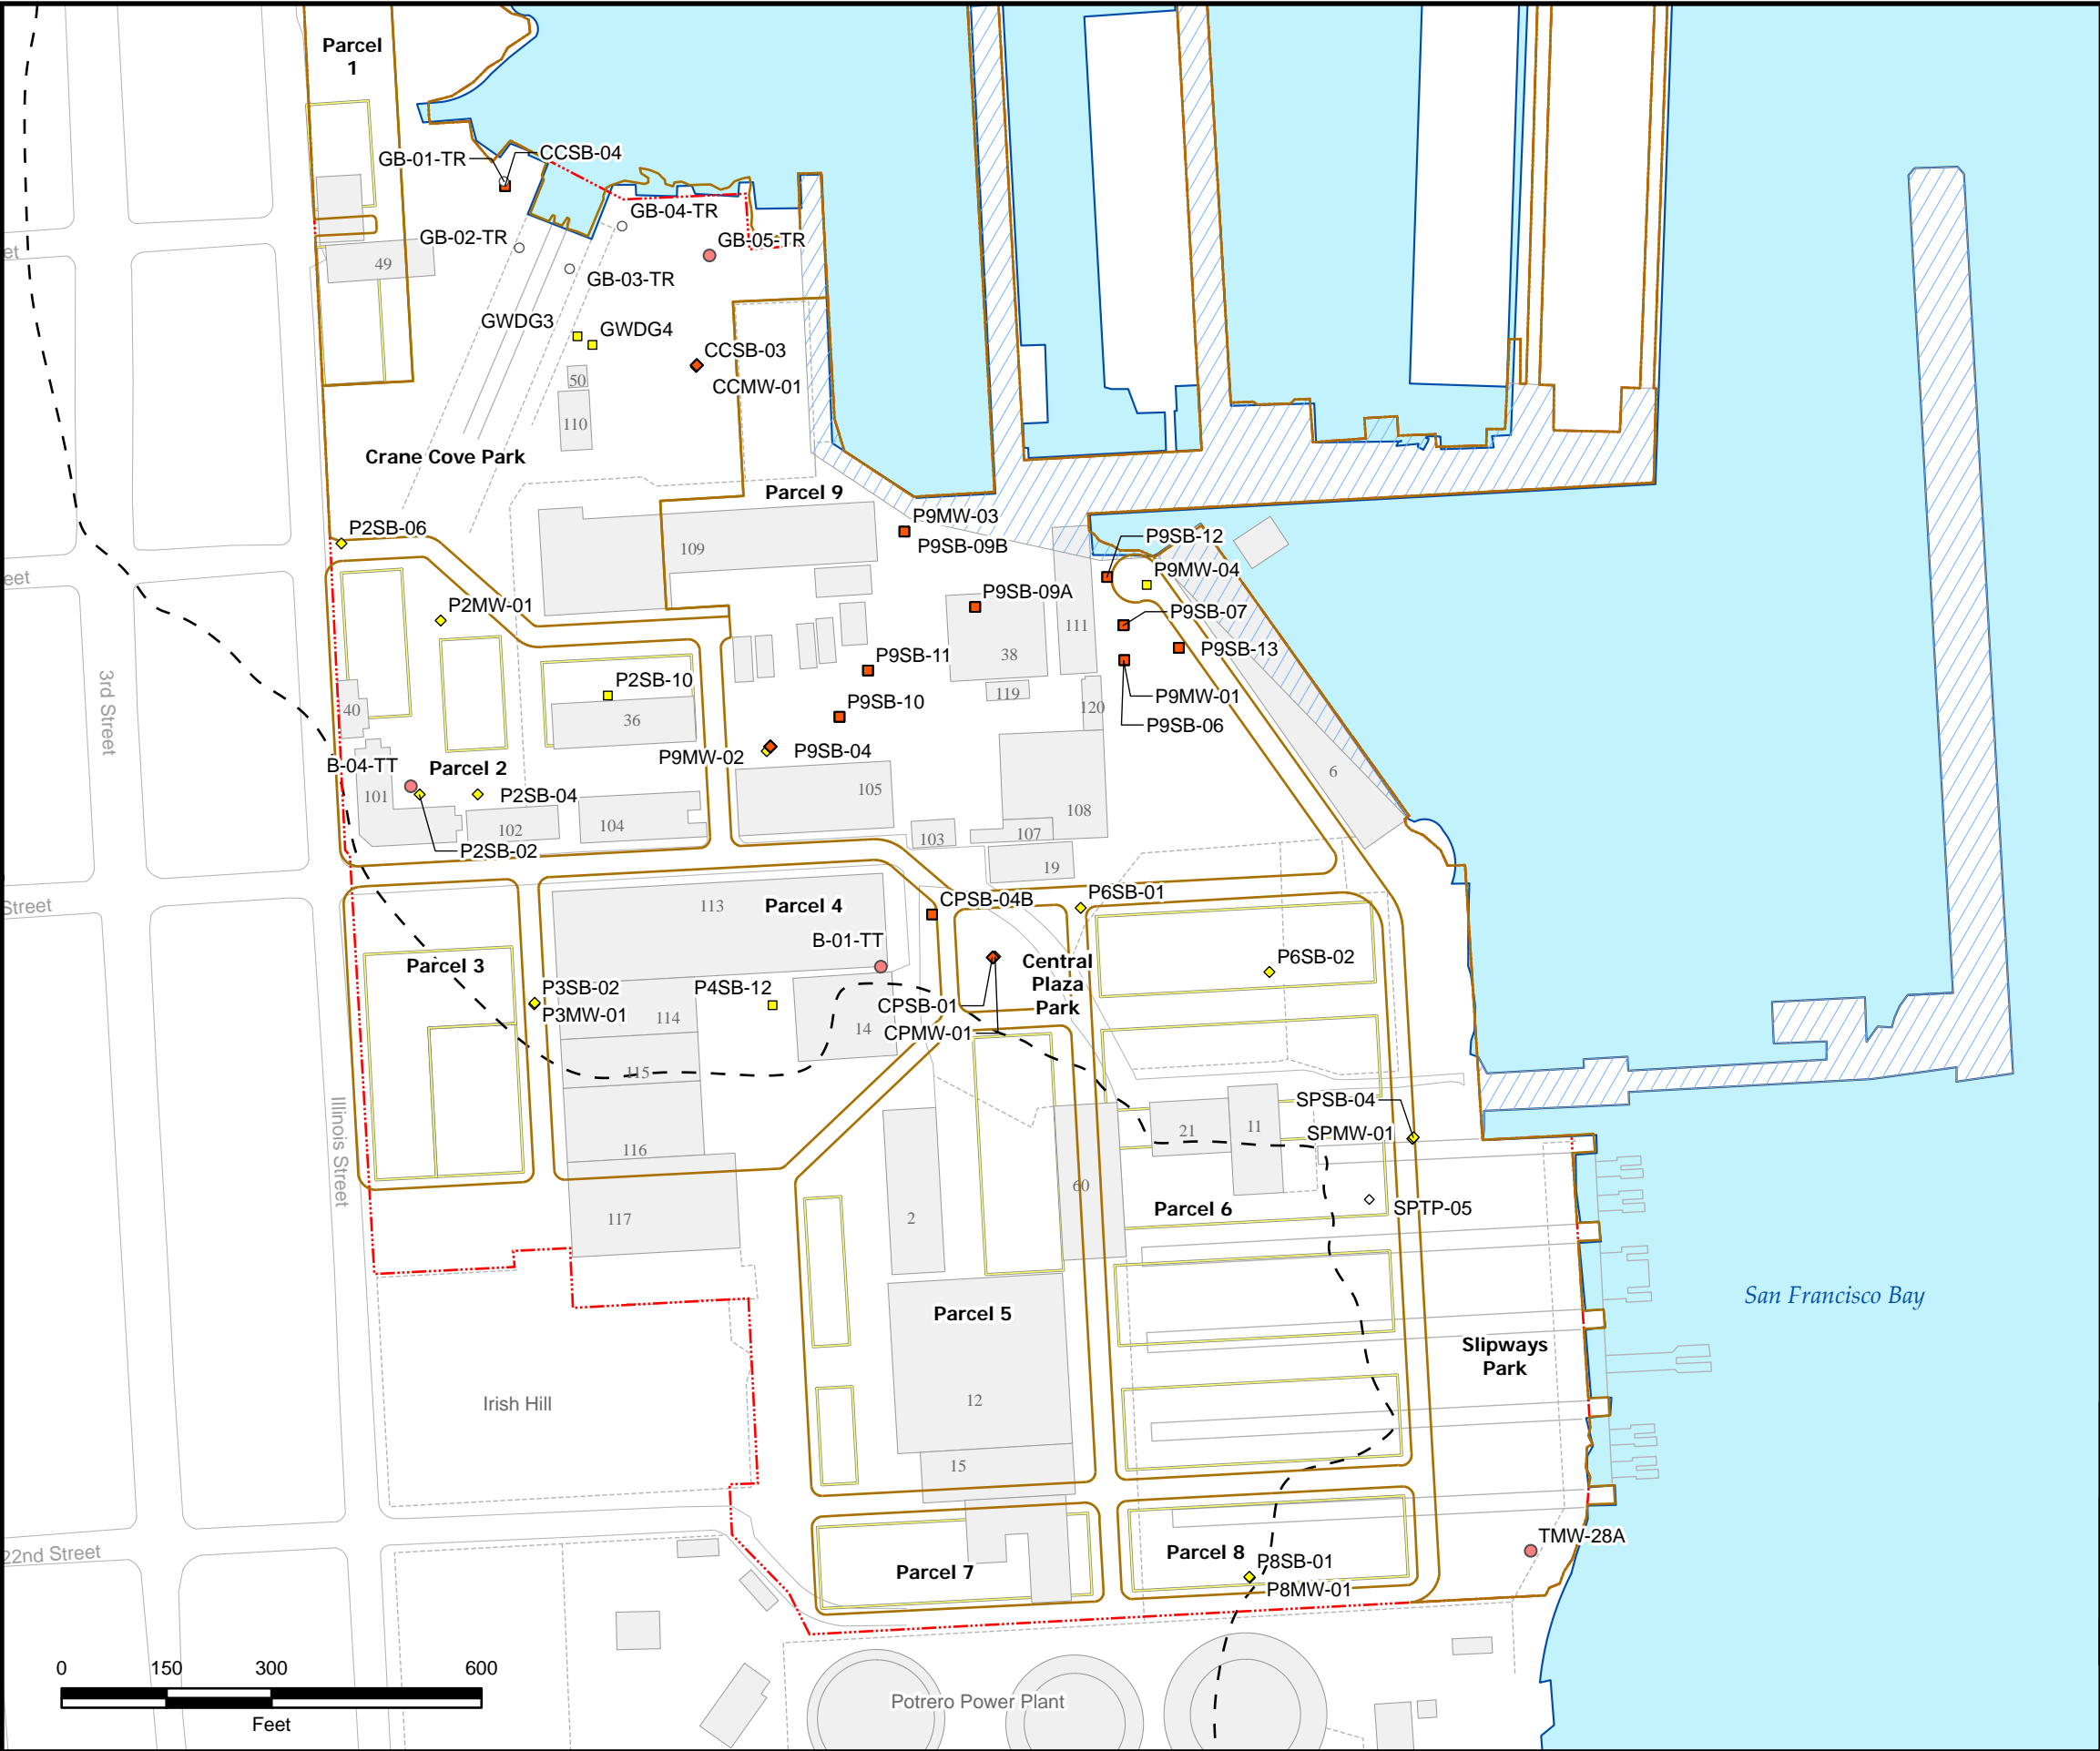 Parcel
1
GB-01-TR
CCSB-04
GB-04-TR
GB-02-TR
GB-05-TR
et
49
GB-03-TR
GWDG3
GWDG4
CCSB-03
50
CCMW-01
110
Crane Cove Park
Parcel 9
P9MW-03
P2SB-06
P9SB-12
109
P9SB-09B
eet
P9MW-04
P9SB-09A
P2MW-01
P9SB-07
111
P9SB-13
P9SB-11
38
3rd Street
P2SB-10
119
P9MW-01
P9SB-10
40
120
36
P9SB-06
P9MW-02
P9SB-04
B-04-TT
Parcel 2
6
105
101
P2SB-04
108
102
104
103
107
P2SB-02
19
P6SB-01
CPSB-04B
Street
113
Parcel 4
B-01-TT
Parcel 3
Central
Plaza
Park
P6SB-02
P3SB-02
P4SB-12
CPSB-01
P3MW-01
114
14
CPMW-01
115
SPSB-04
Illinois Street
21
11
SPMW-01
116
60
117
2
Parcel 6
SPTP-05
San Francisco Bay
Parcel 5
Slipways
Park
Irish Hill
12
15
22nd Street
TMW-28A
Parcel 7
Parcel 8
P8SB-01
P8MW-01
0 150 300 600
Feet
Potrero Power Plant